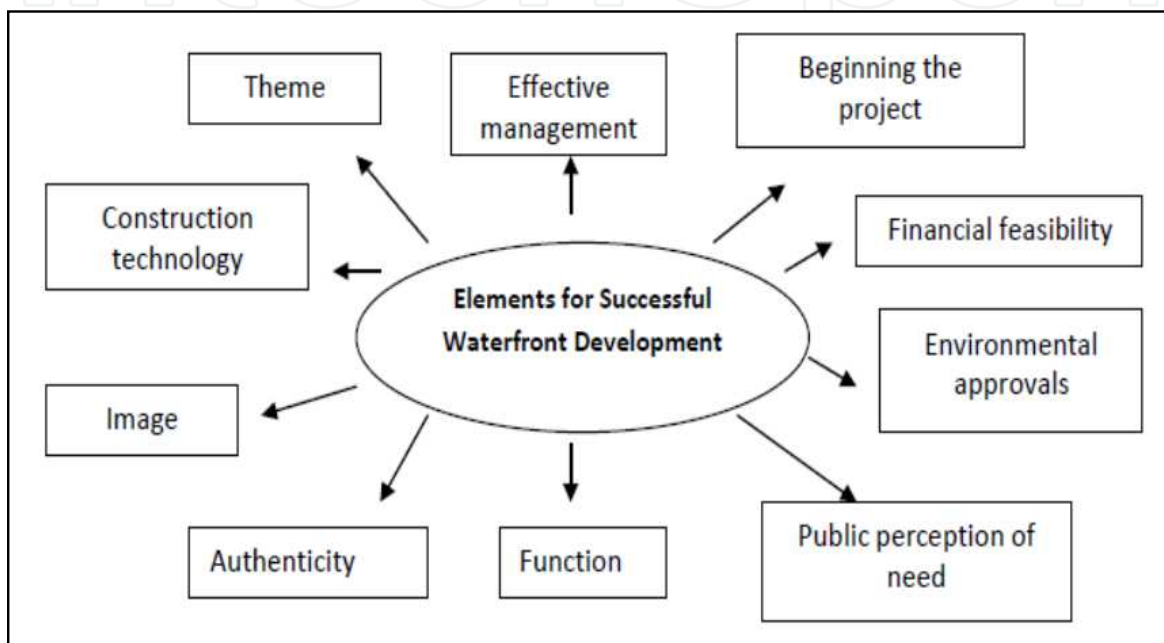 Theme
Effective
management
Beginning the
project
Construction
technology
Financial feasibility
Elements for Successful
Waterfront Development
Environmental
approvals
Image
Authenticity
Function
Public perception of
need